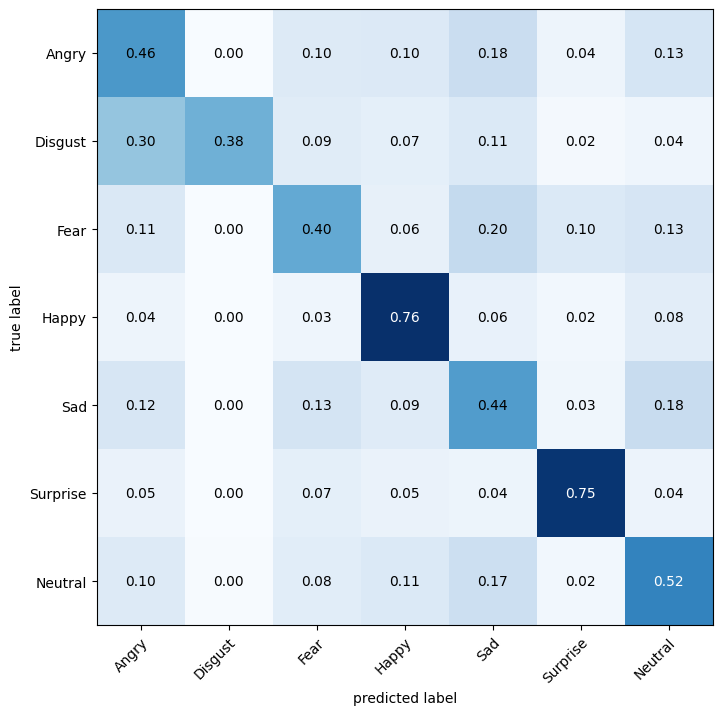 Angry 0.46 0.00 0.10 0.10 0.18 0.04 0.13
Disgust 0.30 0.38 0.09 0.07 0.11 0.02 0.04
Fear 0.11 0.00 0.40 0.06 0.20 0.10 0.13
Happy 0.04 0.00 0.03 0.76 0.06 0.02 0.08
Sad 0.12 0.00 0.13 0.09 0.44 0.03 0.18
Surprise 0.05 0.00 0.07 0.05 0.04 0.75 0.04
Neutral 0.10 0.00 0.08 0.11 0.17 0.02 0.52
true label
Angry Disgust Fear Happy Sad Surprise Neutral
predicted label